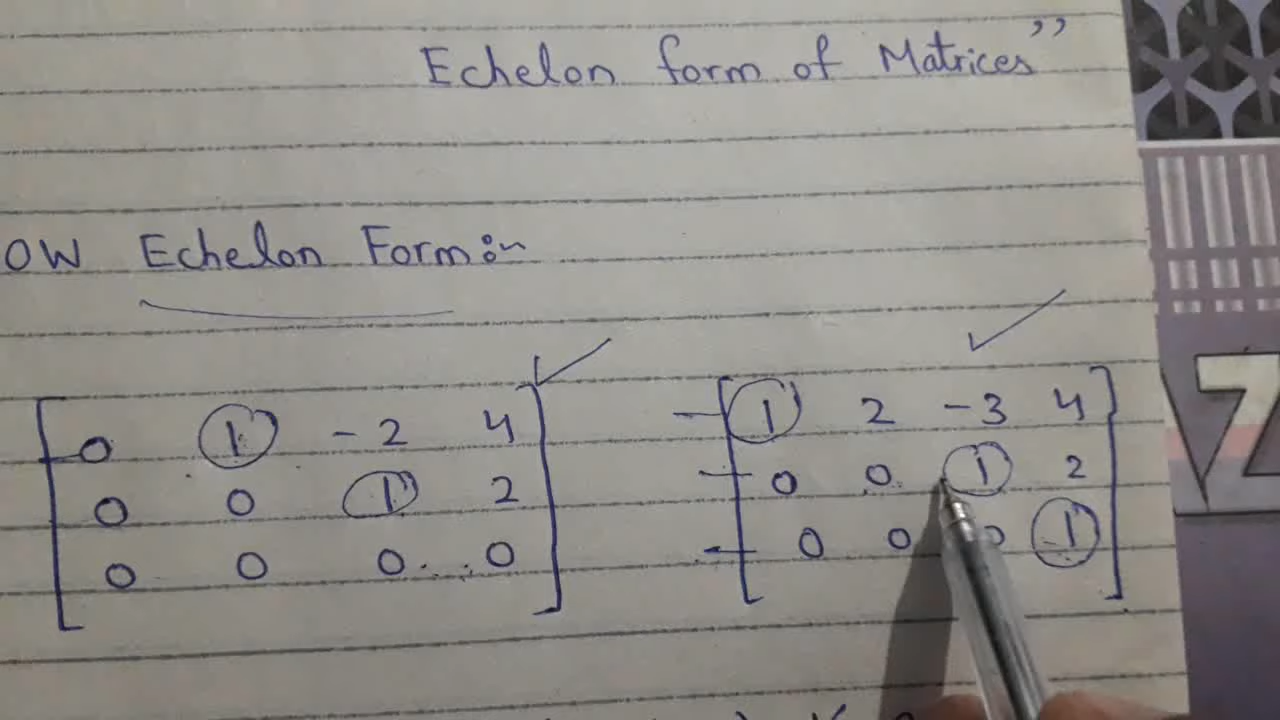 Echelon form of Matrices”
OW Echelon Form:~
0 1 -2 4
0 0 1 2
0 0 0 0
1 2 -3 4
0 0 1 2
0 0 0 1